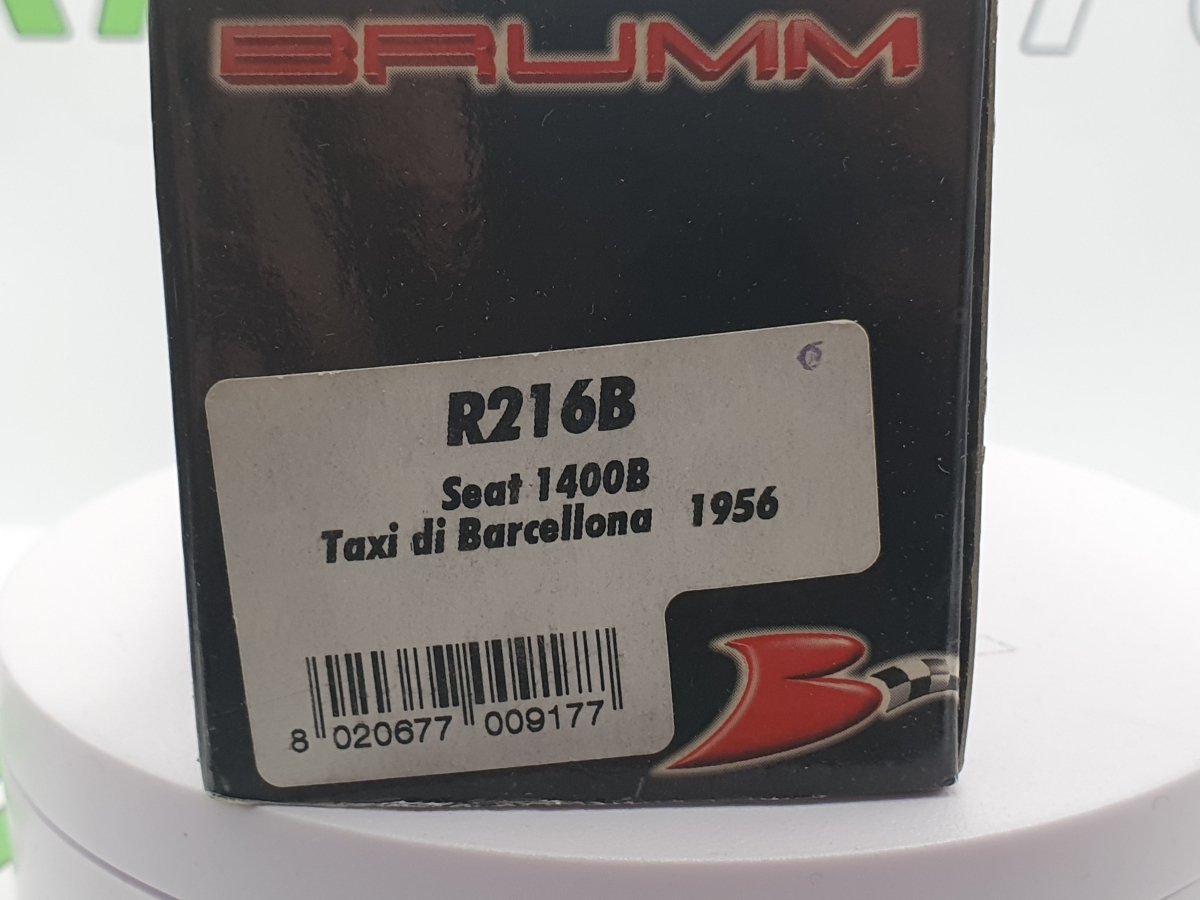 BRUMM
R216B
Seat 1400B
Taxi di Barcellona 1956
8 020677 009177
B